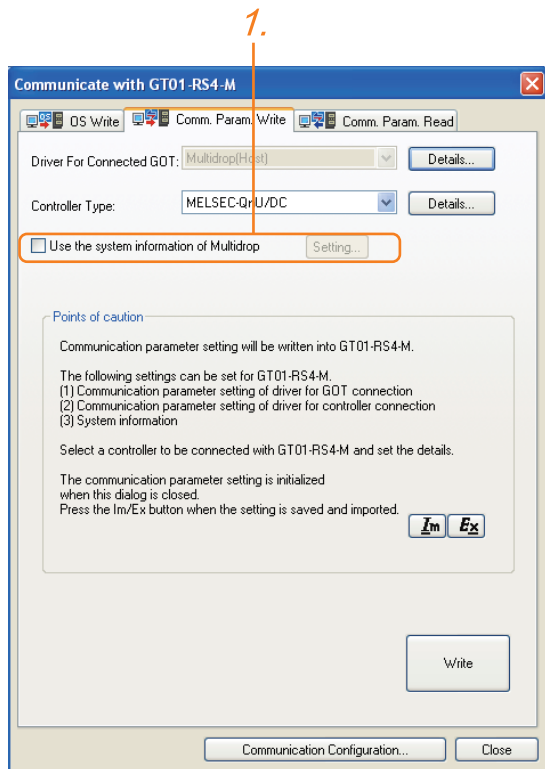 1.
Communicate with GT01-RS4-M
OS Write Comm. Param. Write Comm. Param. Read
Driver For Connected GOT: Multidrop(Host) Details...
Controller Type: MELSEC-QnU/DC Details...
Use the system information of Multidrop Setting...
Points of caution
Communication parameter setting will be written into GT01-RS4-M.
The following settings can be set for GT01-RS4-M.
(1) Communication parameter setting of driver for GOT connection
(2) Communication parameter setting of driver for controller connection
(3) System information
Select a controller to be connected with GT01-RS4-M and set the details.
The communication parameter setting is initialized
when this dialog is closed.
Press the Im/Ex button when the setting is saved and imported.
Im Ex
Write
Communication Configuration... Close